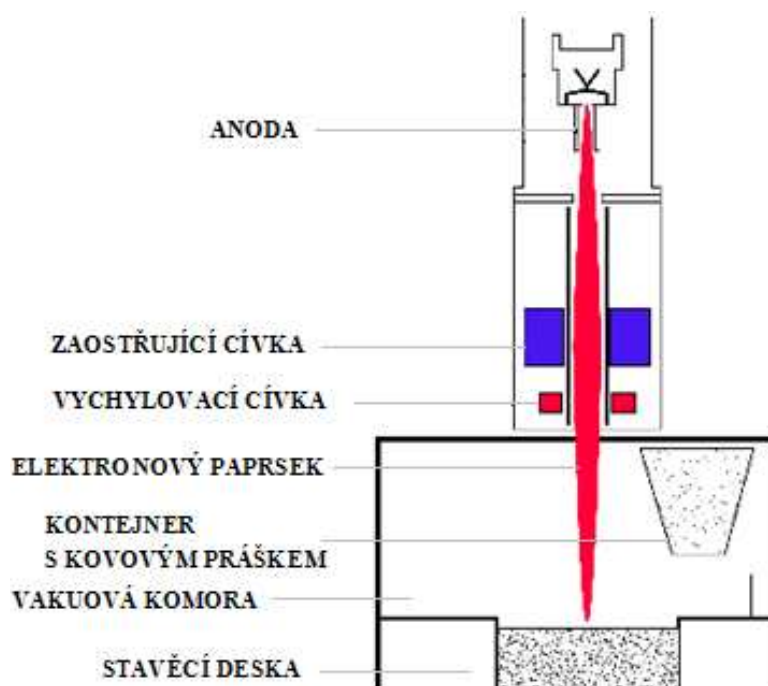 ANODA
ZAOSTŘUJÍCÍ CÍVKA
VYCHYLOVACÍ CÍVKA
ELEKTRONOVÝ PAPRSEK
KONTEJNER
S KOVOVÝM PRÁŠKEM
VAKUOVÁ KOMORA
STAVĚCÍ DESKA